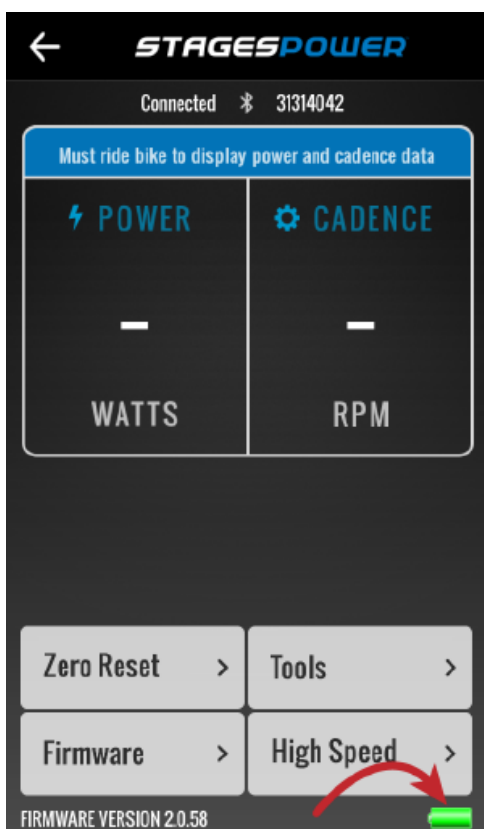 STAGESPOWER
Connected 31314042
Must ride bike to display power and cadence data
POWER
CADENCE
-
-
WATTS
RPM
Zero Reset >
Tools >
Firmware >
High Speed >
FIRMWARE VERSION 2.0.58